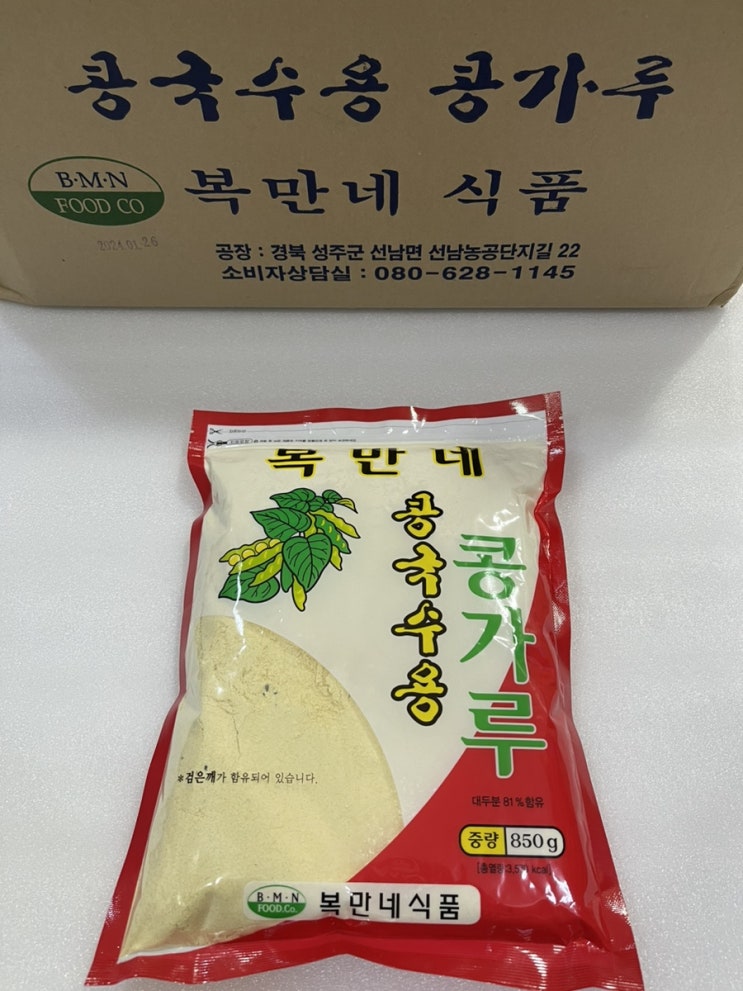 콩국수용 콩가루
B·M·N
FOOD CO
복만네 식품
2024.01.26
공장 : 경북 성주군 선남면 선남농공단지길 22
소비자상담실 : 080-628-1145
복만네
콩국수용
콩가루
*검은깨가 함유되어 있습니다.
대두분 81%함유
중량 850g
B·M·N
FOOD Co.
복만네식품